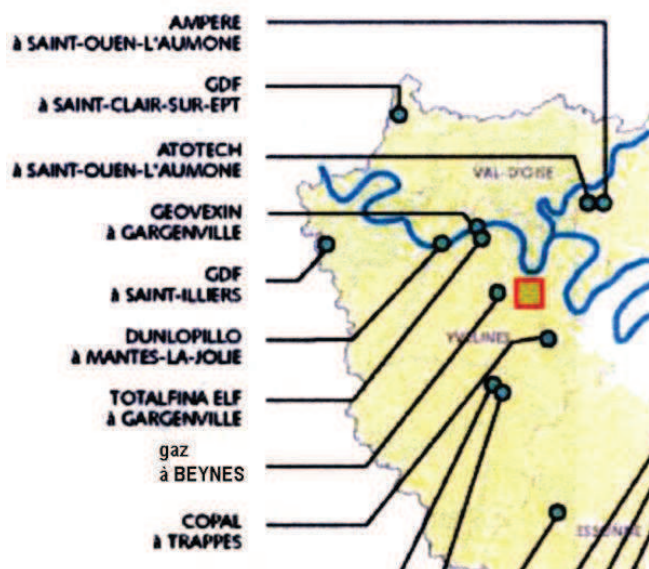 AMPERE
à SAINT-OUEN-L'AUMONE
GDF
à SAINT-CLAIR-SUR-EPT
ATOTECH
à SAINT-OUEN-L'AUMONE
VAL-D'OISE
GEOVEXIN
à GARGENVILLE
GDF
à SAINT-ILLIERS
DUNLOPILLO
à MANTES-LA-JOLIE
YVELINES
TOTALFINA ELF
à GARGENVILLE
gaz
à BEYNES
COPAL
à TRAPPES
ESSONNE